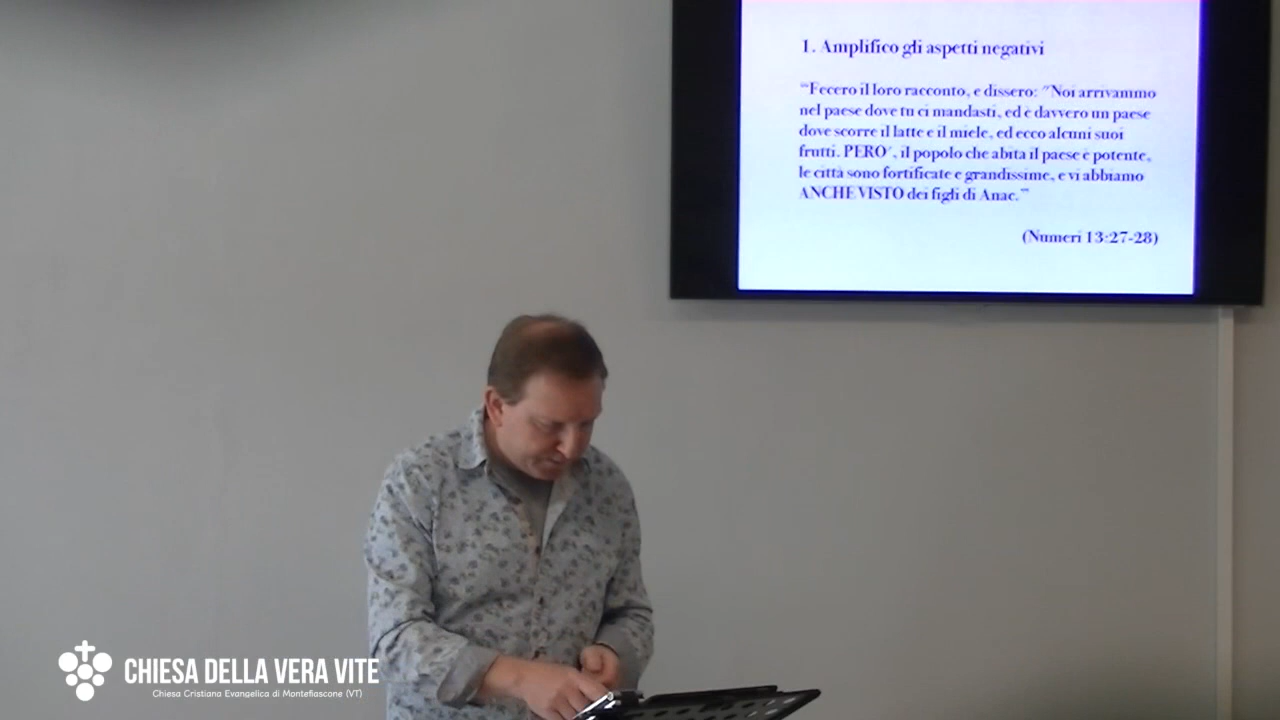 1. Amplifico gli aspetti negativi
"“Fecero il loro racconto, e dissero: "Noi arrivammo
nel paese dove tu ci mandasti, ed è davvero un paese
dove scorre il latte e il miele, ed ecco alcuni suoi
frutti. PERO', il popolo che abita il paese è potente,
le città sono fortificate e grandissime, e vi abbiamo
ANCHE VISTO dei figli di Anac.”"
(Numeri 13:27-28)
CHIESA DELLA VERA VITE
Chiesa Cristiana Evangelica di Montefiascone (VT)